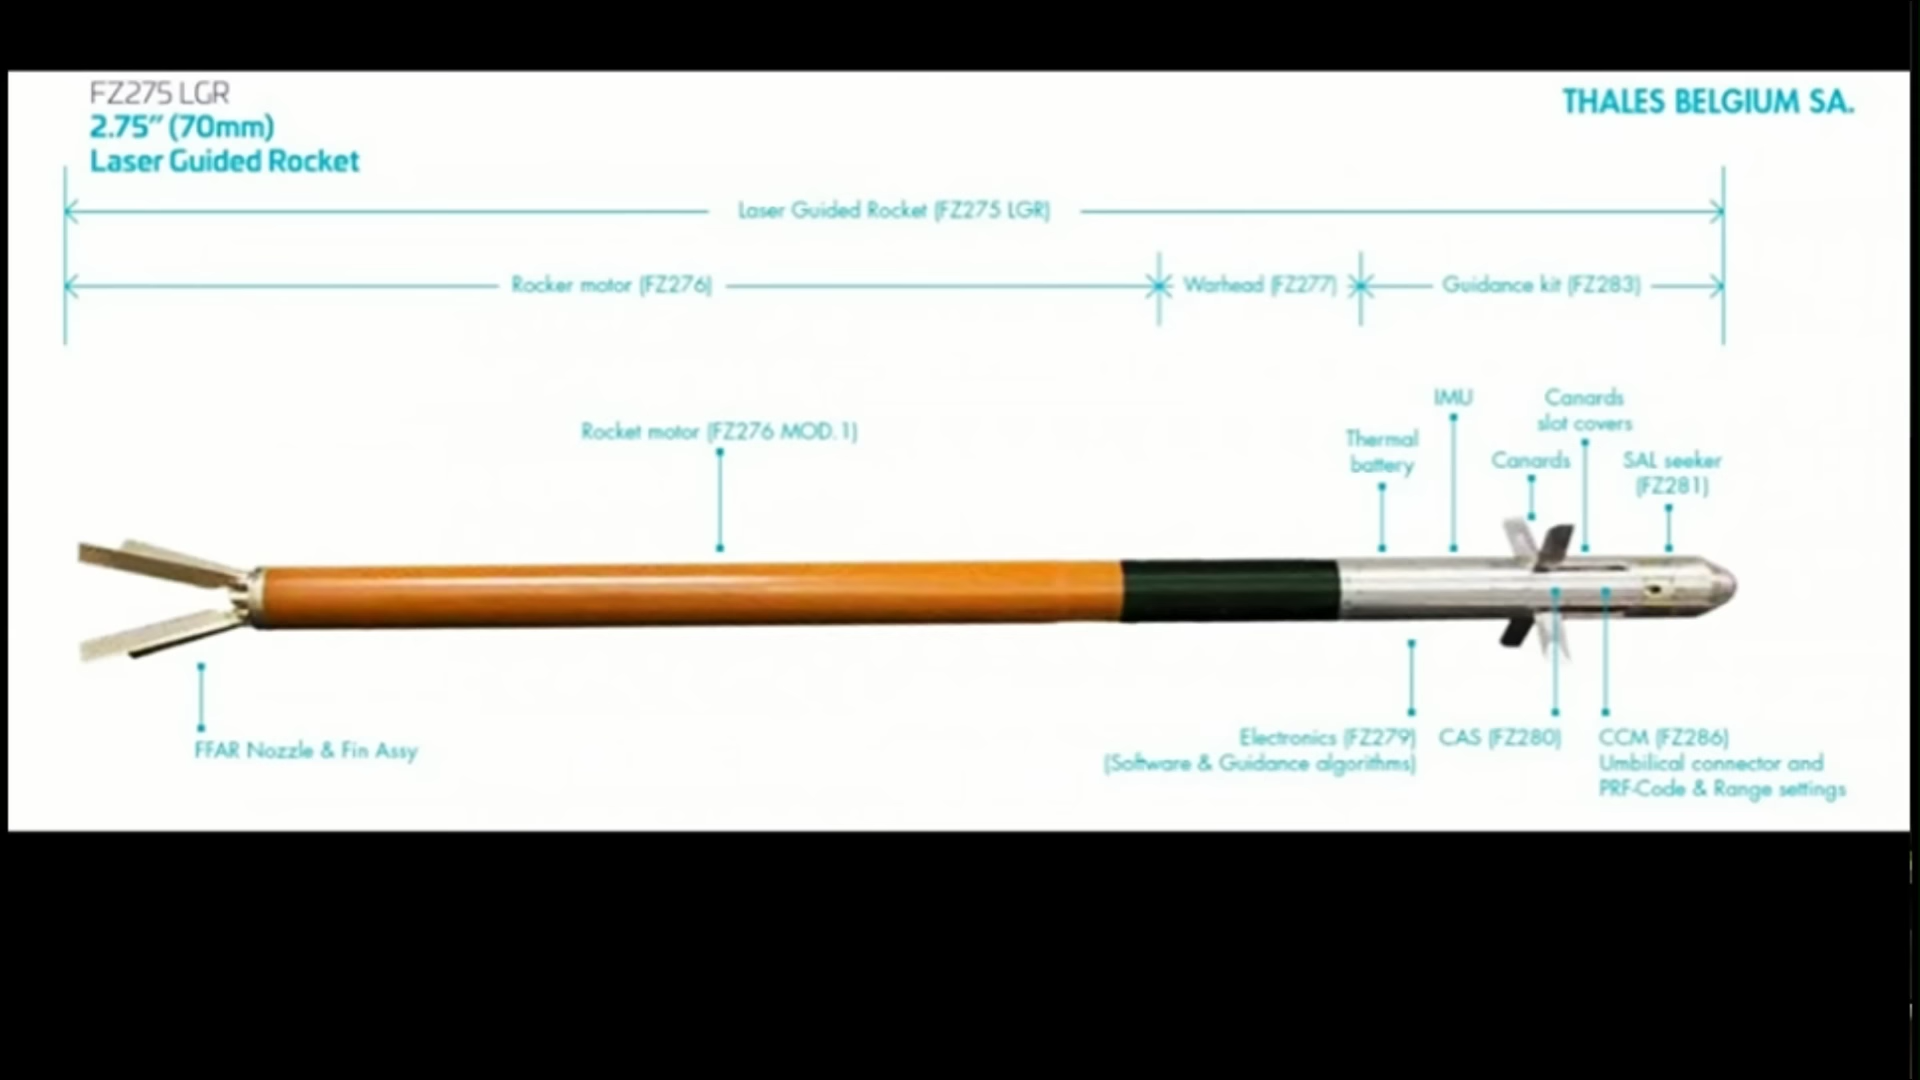 FZ275 LGR
2.75” (70mm)
Laser Guided Rocket
THALES BELGIUM SA.
Laser Guided Rocket (FZ275 LGR)
Rocker motor (FZ276)
Warhead (FZ277)
Guidance kit (FZ283)
Rocket motor (FZ276 MOD.1)
Thermal
battery
IMU
Canards
Canards
slot covers
SAL seeker
(FZ281)
FFAR Nozzle & Fin Assy
Electronics (FZ279)
(Software & Guidance algorithms)
CAS (FZ280)
CCM (FZ286)
Umbilical connector and
PRF-Code & Range settings